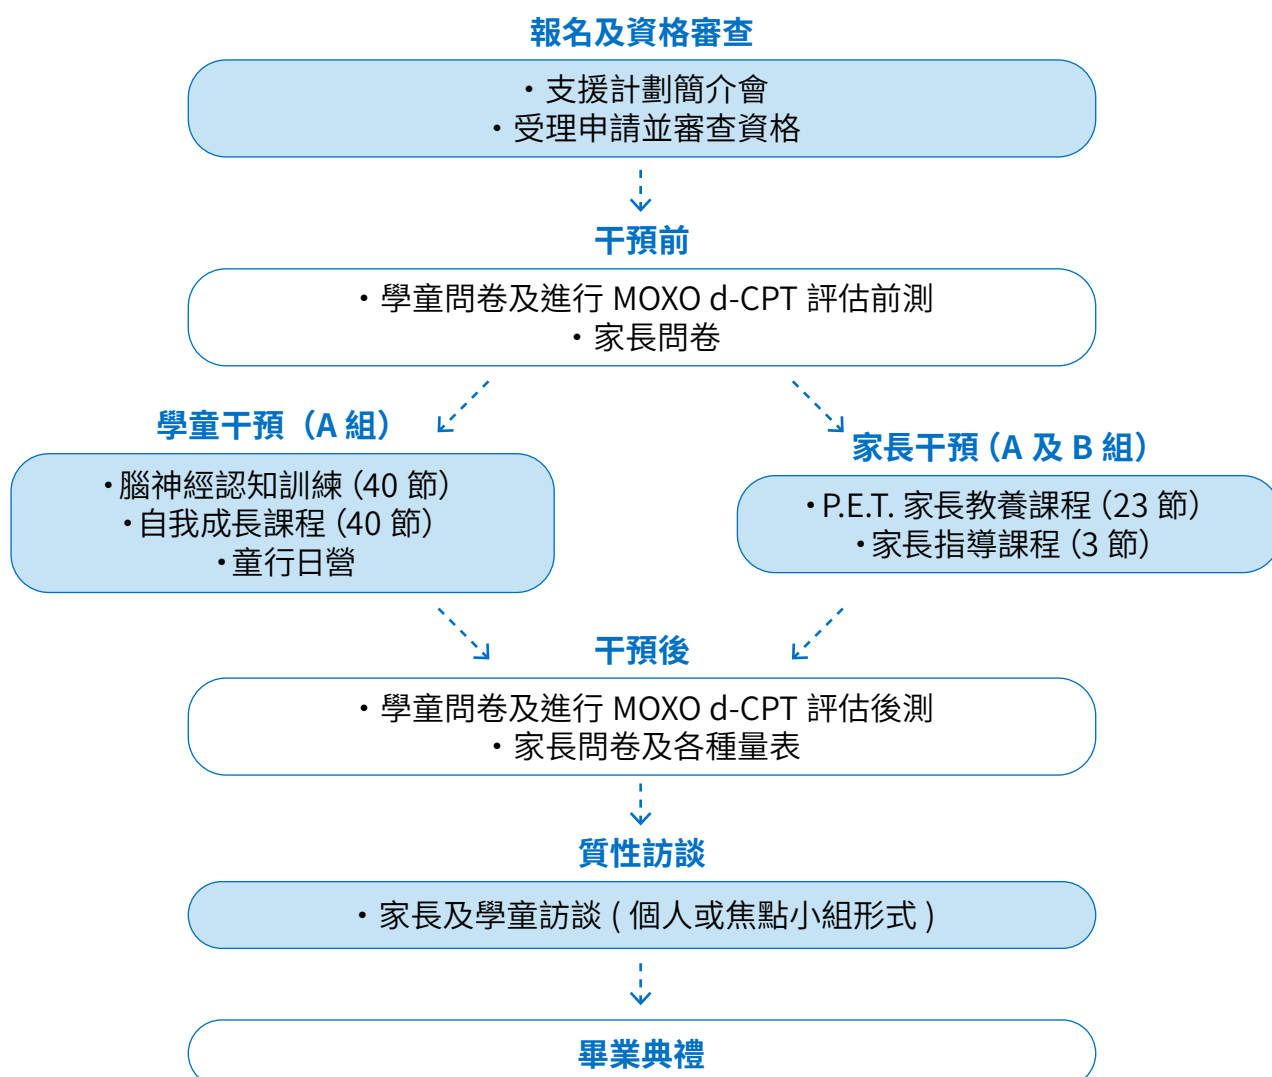 報名及資格審查
・支援計劃簡介會
・受理申請並審查資格
干預前
・學童問卷及進行 MOXO d-CPT 評估前測
・家長問卷
學童干預（A 組）
・腦神經認知訓練（40 節）
・自我成長課程（40 節）
・童行日營
家長干預（A 及 B 組）
・P.E.T. 家長教養課程（23 節）
・家長指導課程（3 節）
干預後
・學童問卷及進行 MOXO d-CPT 評估後測
・家長問卷及各種量表
質性訪談
・家長及學童訪談 ( 個人或焦點小組形式 )
畢業典禮